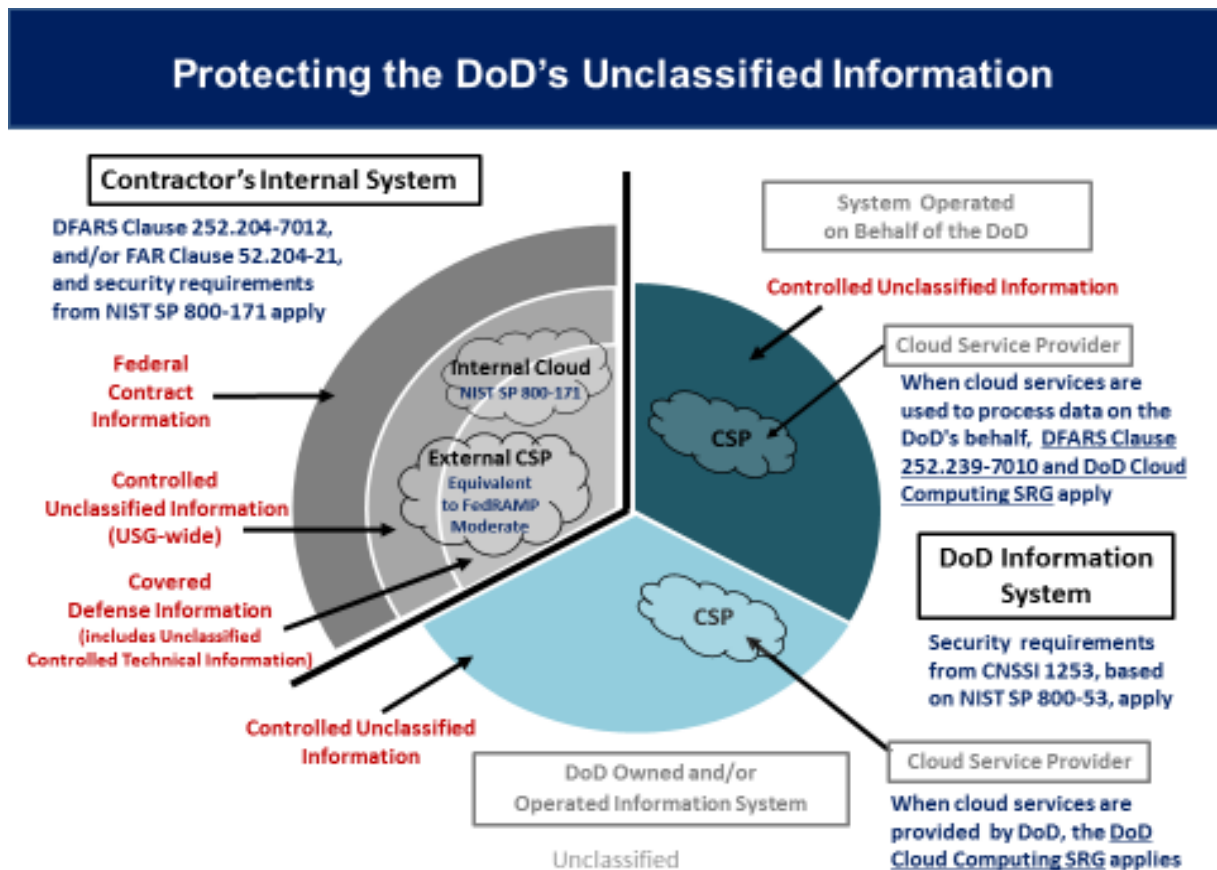 Protecting the DoD's Unclassified Information
Contractor's Internal System
DFARS Clause 252.204-7012,
and/or FAR Clause 52.204-21,
and security requirements
from NIST SP 800-171 apply
Federal
Contract
Information
Controlled
Unclassified Information
(USG-wide)
Covered
Defense Information
(includes Unclassified
Controlled Technical Information)
Internal Cloud
NIST SP 800-171
External CSP
Equivalent
to FedRAMP
Moderate
System Operated
on Behalf of the DoD
Controlled Unclassified Information
Cloud Service Provider
When cloud services are
used to process data on the
DoD's behalf, DFARS Clause
252.239-7010 and DoD Cloud
Computing SRG apply
CSP
DoD Information
System
Security requirements
from CNSSI 1253, based
on NIST SP 800-53, apply
CSP
Controlled Unclassified
Information
DoD Owned and/or
Operated Information System
Cloud Service Provider
When cloud services are
provided by DoD, the DoD
Cloud Computing SRG applies
Unclassified